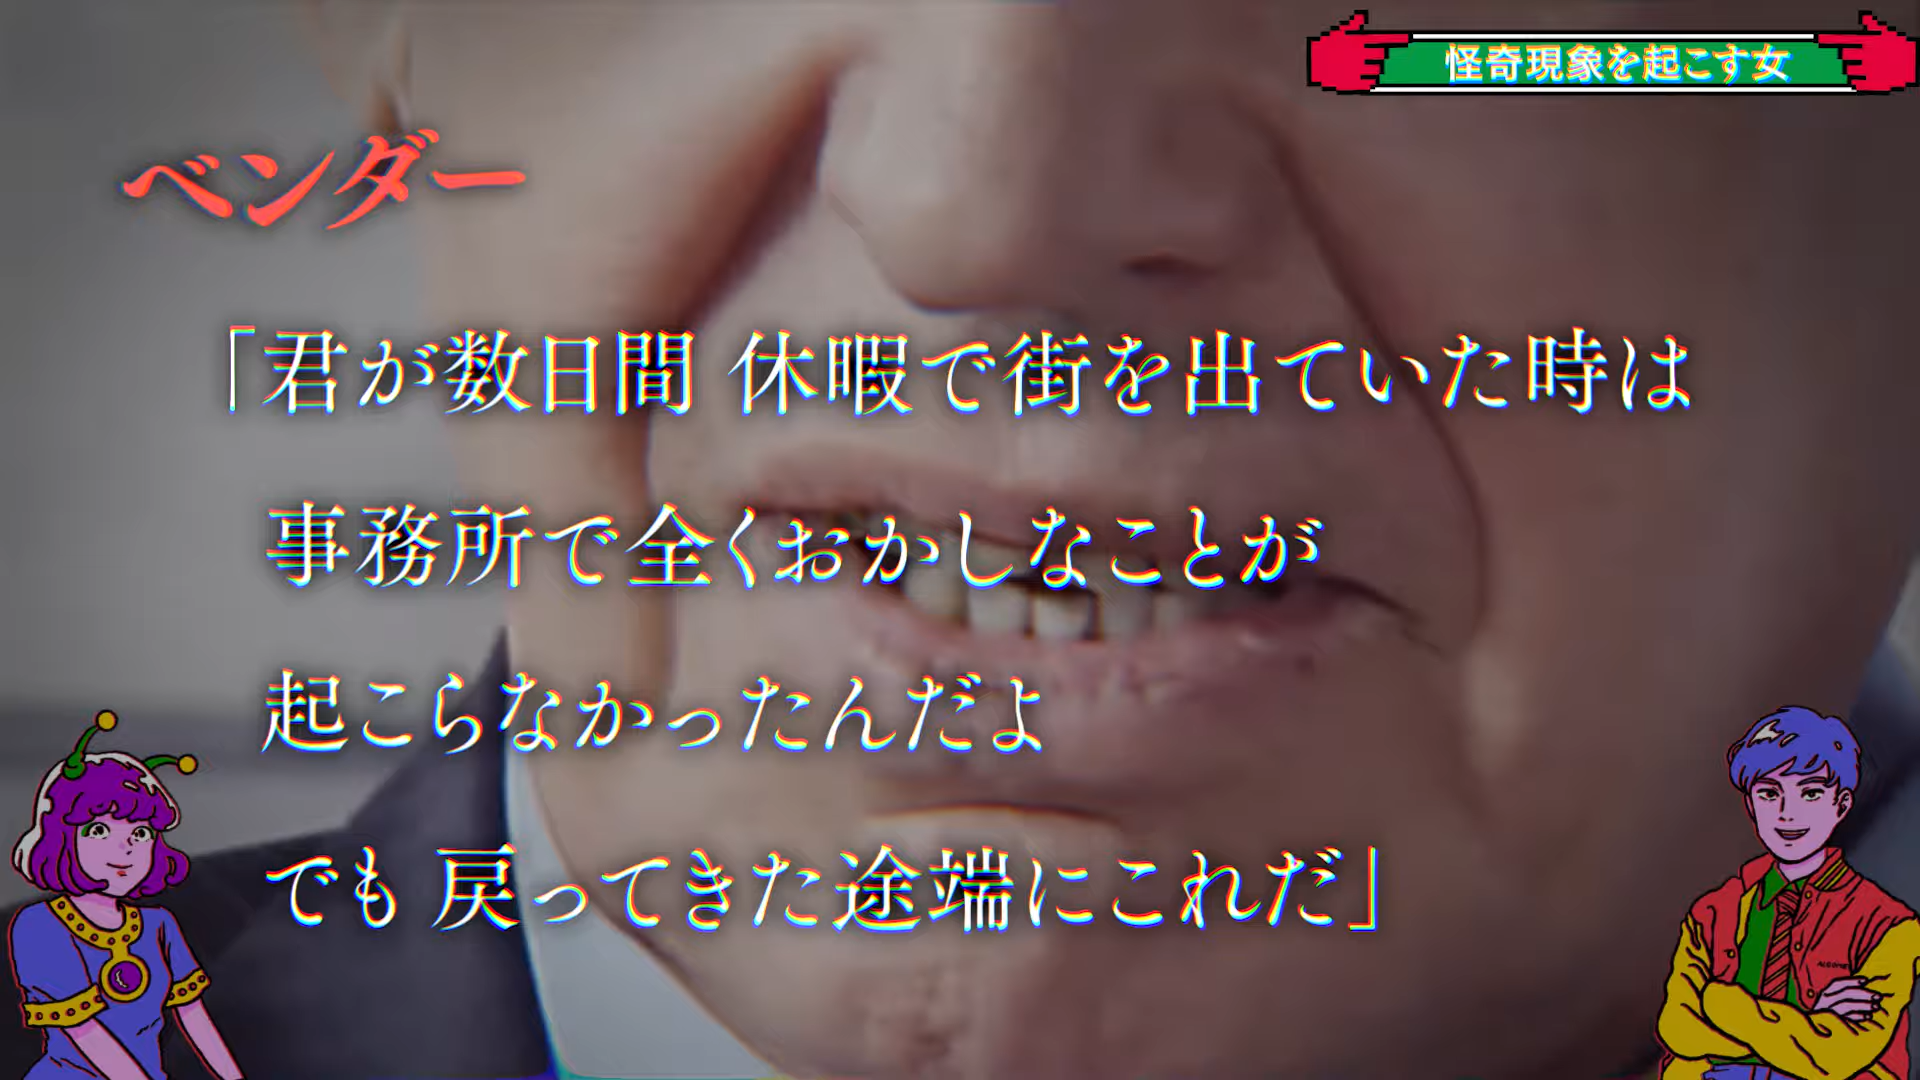 怪奇現象を起こす女
ベンダー
「君が数日間 休暇で街を出ていた時は
事務所で全くおかしなことが
起こらなかったんだよ
でも 戻ってきた途端にこれだ」